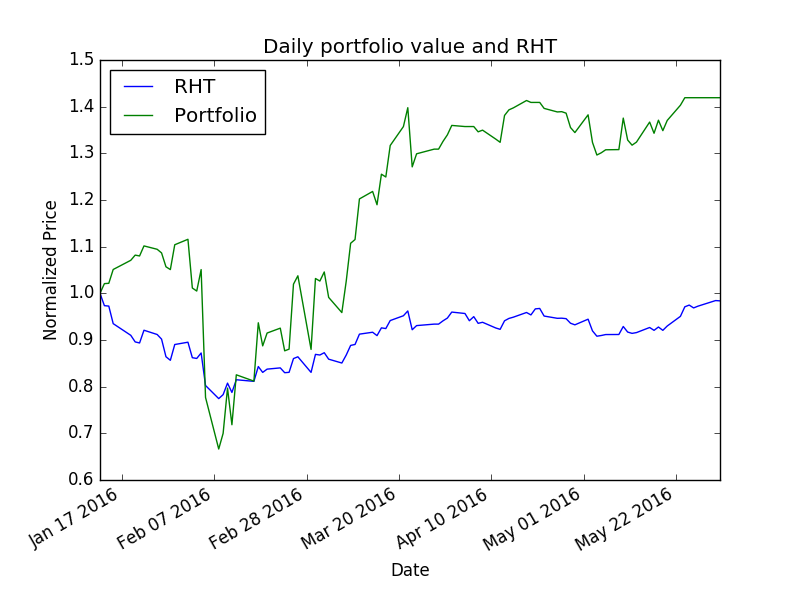 Daily portfolio value and RHT
RHT
Portfolio
Normalized Price
1.5
1.4
1.3
1.2
1.1
1.0
0.9
0.8
0.7
0.6
Jan 17 2016
Feb 07 2016
Feb 28 2016
Mar 20 2016
Apr 10 2016
May 01 2016
May 22 2016
Date